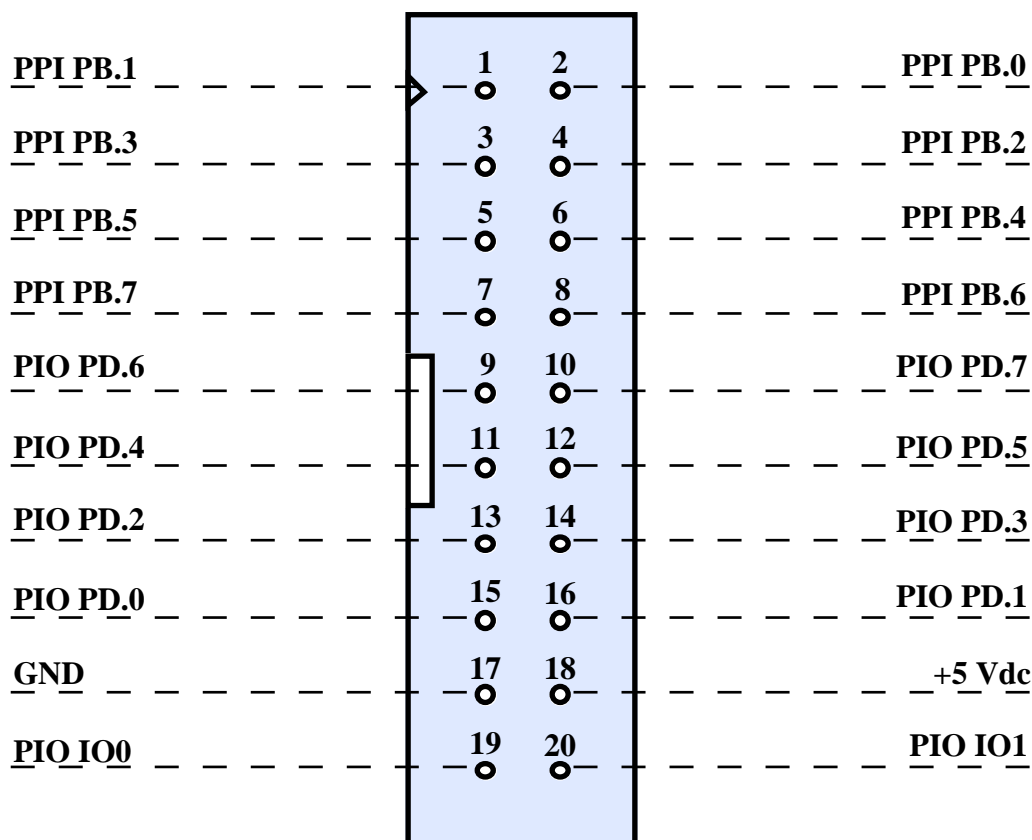 PPI PB.1 1 2 PPI PB.0
PPI PB.3 3 4 PPI PB.2
PPI PB.5 5 6 PPI PB.4
PPI PB.7 7 8 PPI PB.6
PIO PD.6 9 10 PIO PD.7
PIO PD.4 11 12 PIO PD.5
PIO PD.2 13 14 PIO PD.3
PIO PD.0 15 16 PIO PD.1
GND 17 18 +5 Vdc
PIO IO0 19 20 PIO IO1